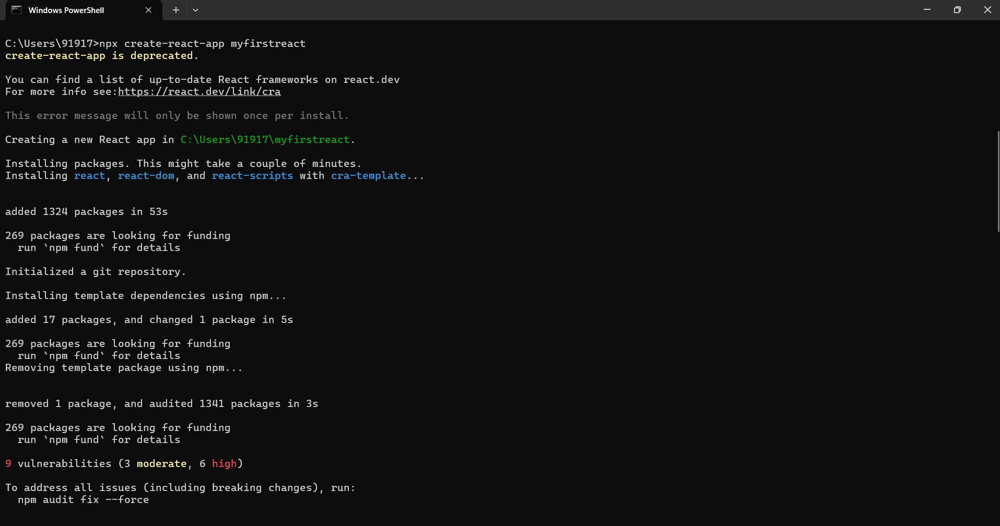 Windows PowerShell
C:\Users\91917>npx create-react-app myfirstreact
create-react-app is deprecated.
You can find a list of up-to-date React frameworks on react.dev
For more info see:https://react.dev/link/cra
This error message will only be shown once per install.
Creating a new React app in C:\Users\91917\myfirstreact.
Installing packages. This might take a couple of minutes.
Installing react, react-dom, and react-scripts with cra-template...
added 1324 packages in 53s
269 packages are looking for funding
  run `npm fund` for details
Initialized a git repository.
Installing template dependencies using npm...
added 17 packages, and changed 1 package in 5s
269 packages are looking for funding
  run `npm fund` for details
Removing template package using npm...
removed 1 package, and audited 1341 packages in 3s
269 packages are looking for funding
  run `npm fund` for details
9 vulnerabilities (3 moderate, 6 high)
To address all issues (including breaking changes), run:
  npm audit fix --force